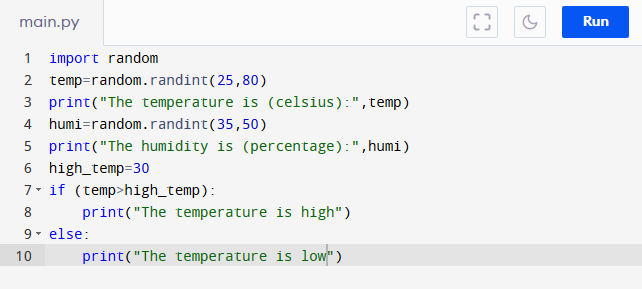 main.py
Run
1 import random
2 temp=random.randint(25,80)
3 print("The temperature is (celsius):",temp)
4 humi=random.randint(35,50)
5 print("The humidity is (percentage):",humi)
6 high_temp=30
7 if (temp>high_temp):
8     print("The temperature is high")
9 else:
10     print("The temperature is low")